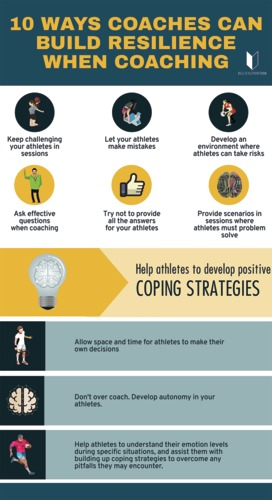 10 WAYS COACHES CAN
BUILD RESILIENCE
WHEN COACHING
Keep challenging
your athletes in
sessions
Let your athletes
make mistakes
Develop an
environment where
athletes can take risks
Ask effective
questions
when coaching
Try not to provide
all the answers
for your athletes
Provide scenarios in
sessions where
athletes must problem
solve
Help athletes to develop positive
COPING STRATEGIES
Allow space and time for athletes to make their
own decisions
Don't over coach. Develop autonomy in your
athletes.
Help athletes to understand their emotion levels
during specific situations, and assist them with
building up coping strategies to overcome any
pitfalls they may encounter.